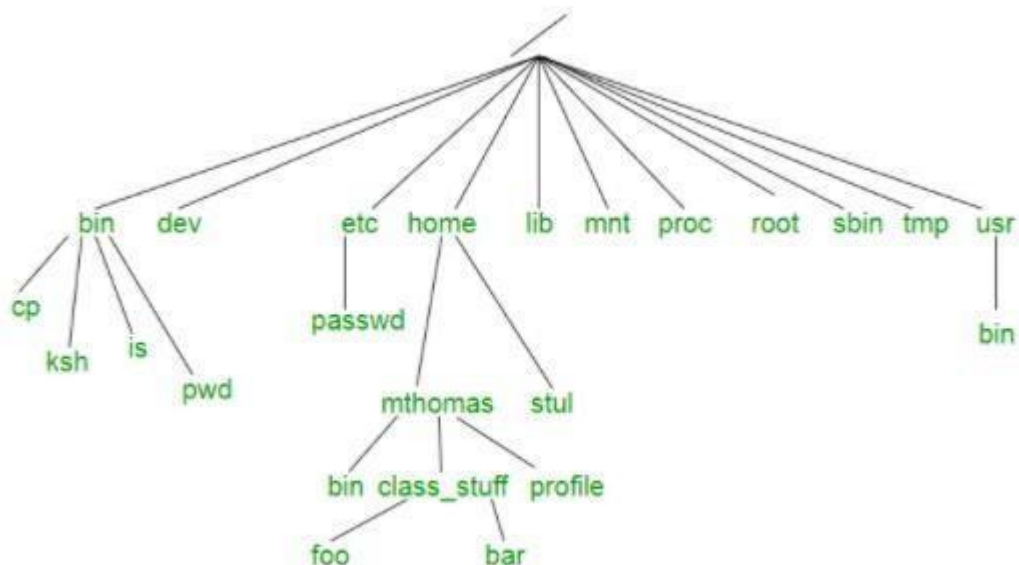 /
bin dev etc home lib mnt proc root sbin tmp usr
cp ksh is pwd
passwd
bin
mthomas stul
bin class_stuff profile
foo bar